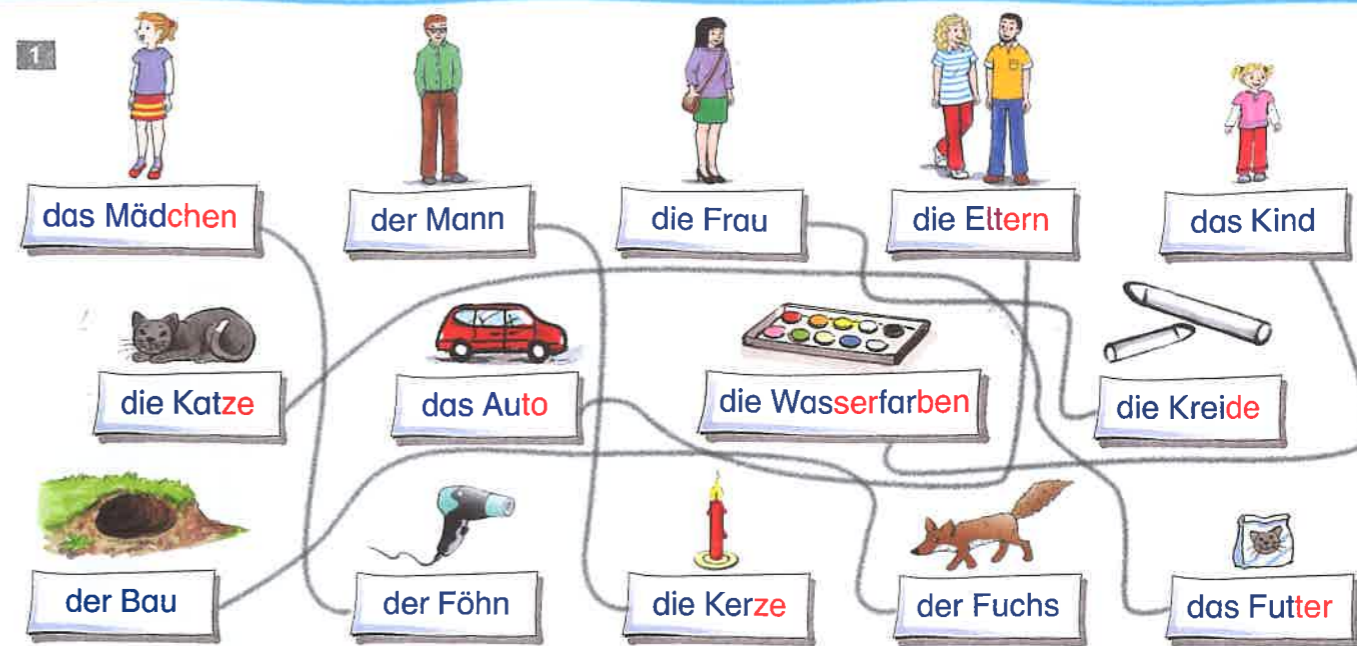 1
das Mädchen
der Mann
die Frau
die Eltern
das Kind
die Katze
das Auto
die Wasserfarben
die Kreide
der Bau
der Föhn
die Kerze
der Fuchs
das Futter